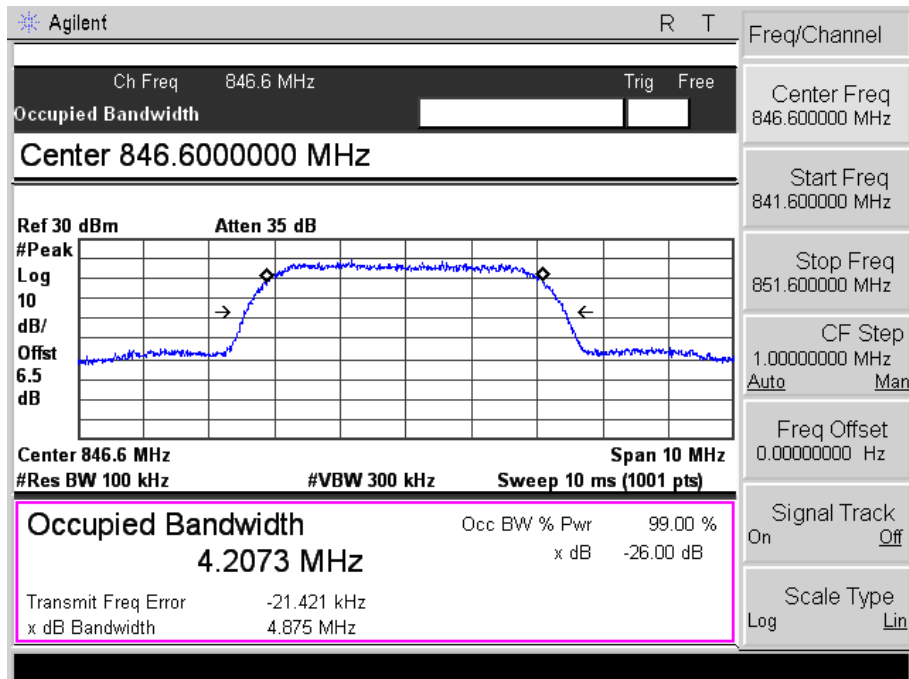 Agilent R T
Freq/Channel
Ch Freq 846.6 MHz Trig Free
Occupied Bandwidth
Center 846.6000000 MHz
Center Freq
846.600000 MHz
Start Freq
841.600000 MHz
Stop Freq
851.600000 MHz
CF Step
1.00000000 MHz
Auto Man
Freq Offset
0.00000000 Hz
Signal Track
On Off
Scale Type
Log Lin
Ref 30 dBm Atten 35 dB
#Peak
Log
10
dB/
Offst
6.5
dB
Center 846.6 MHz Span 10 MHz
#Res BW 100 kHz #VBW 300 kHz Sweep 10 ms (1001 pts)
Occupied Bandwidth Occ BW % Pwr 99.00 %
4.2073 MHz x dB -26.00 dB
Transmit Freq Error -21.421 kHz
x dB Bandwidth 4.875 MHz